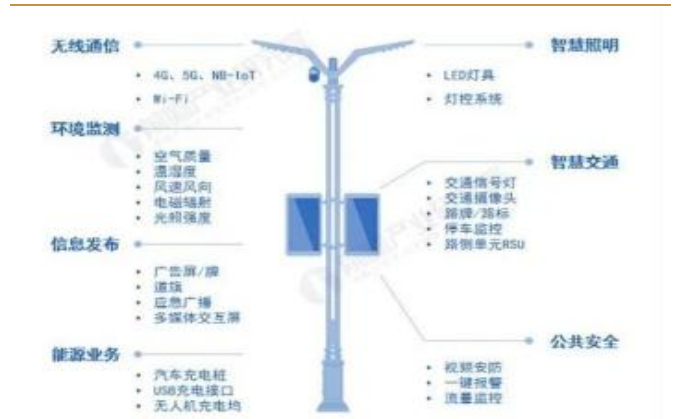 无线通信
4G、5G、NB-IoT
Wi-Fi
环境监测
空气质量
温湿度
风速风向
电磁辐射
光照强度
信息发布
广告屏/牌
道旗
应急广播
多媒体交互屏
能源业务
汽车充电桩
USB充电接口
无人机充电坞
智慧照明
LED灯具
灯控系统
智慧交通
交通信号灯
交通摄像头
路牌/路标
停车监控
路侧单元RSU
公共安全
视频安防
一键报警
流量监控